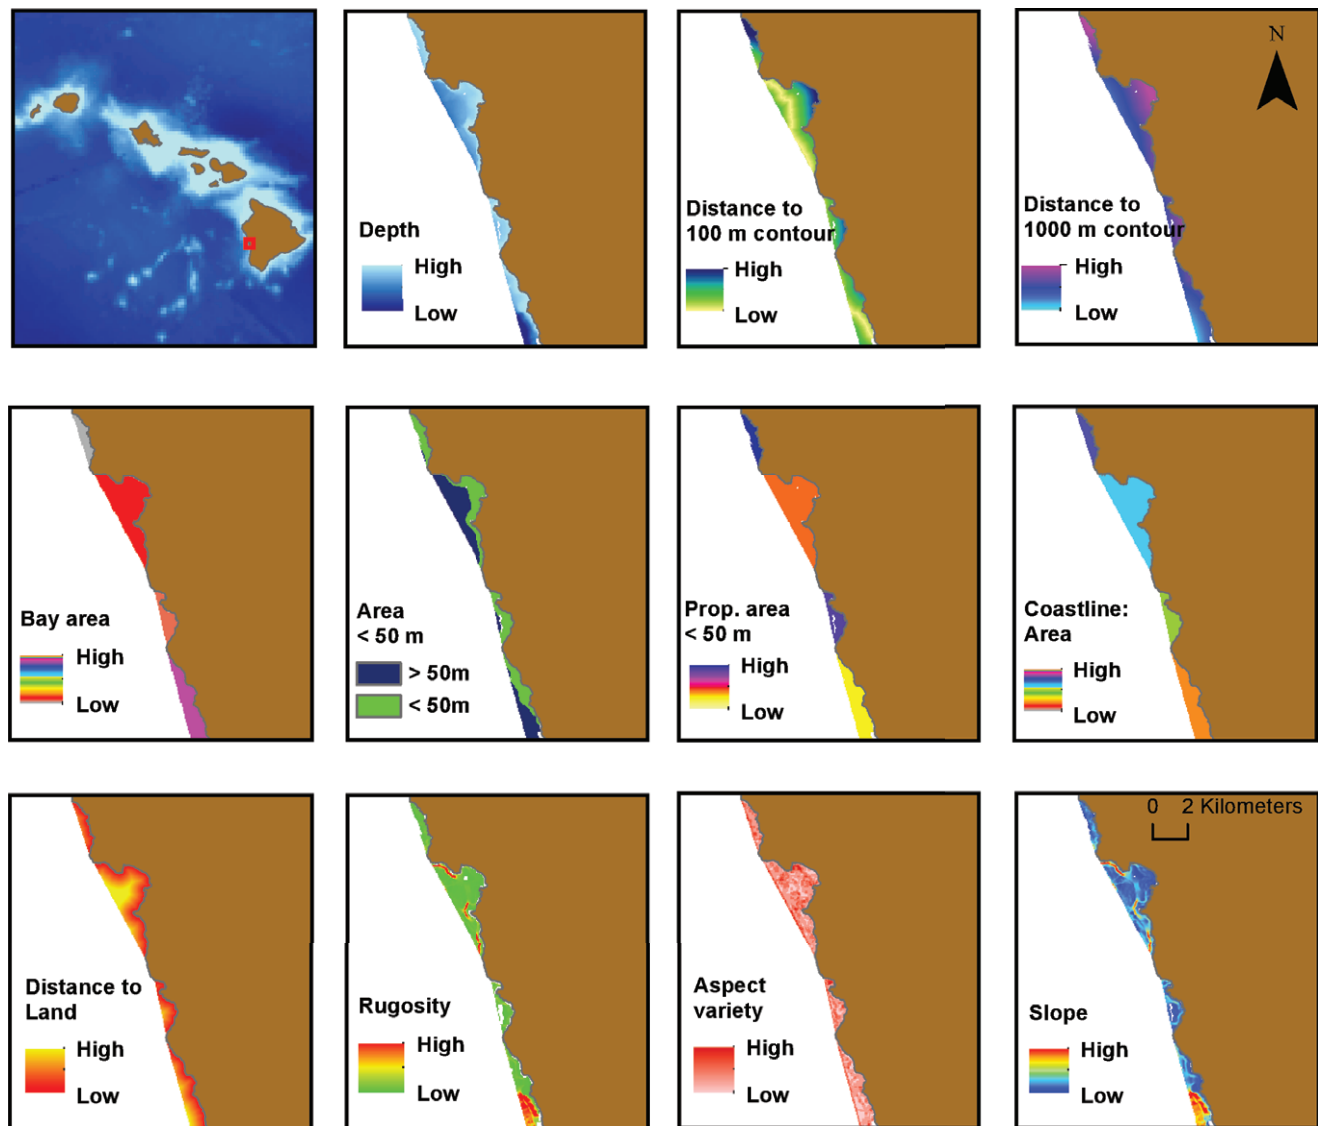 Depth
High
Low
Distance to
100 m contour
High
Low
N
Distance to
1000 m contour
High
Low
Bay area
High
Low
Area
< 50 m
> 50m
< 50m
Prop. area
< 50 m
High
Low
Coastline:
Area
High
Low
Distance to
Land
High
Low
Rugosity
High
Low
Aspect
variety
High
Low
0 2 Kilometers
Slope
High
Low